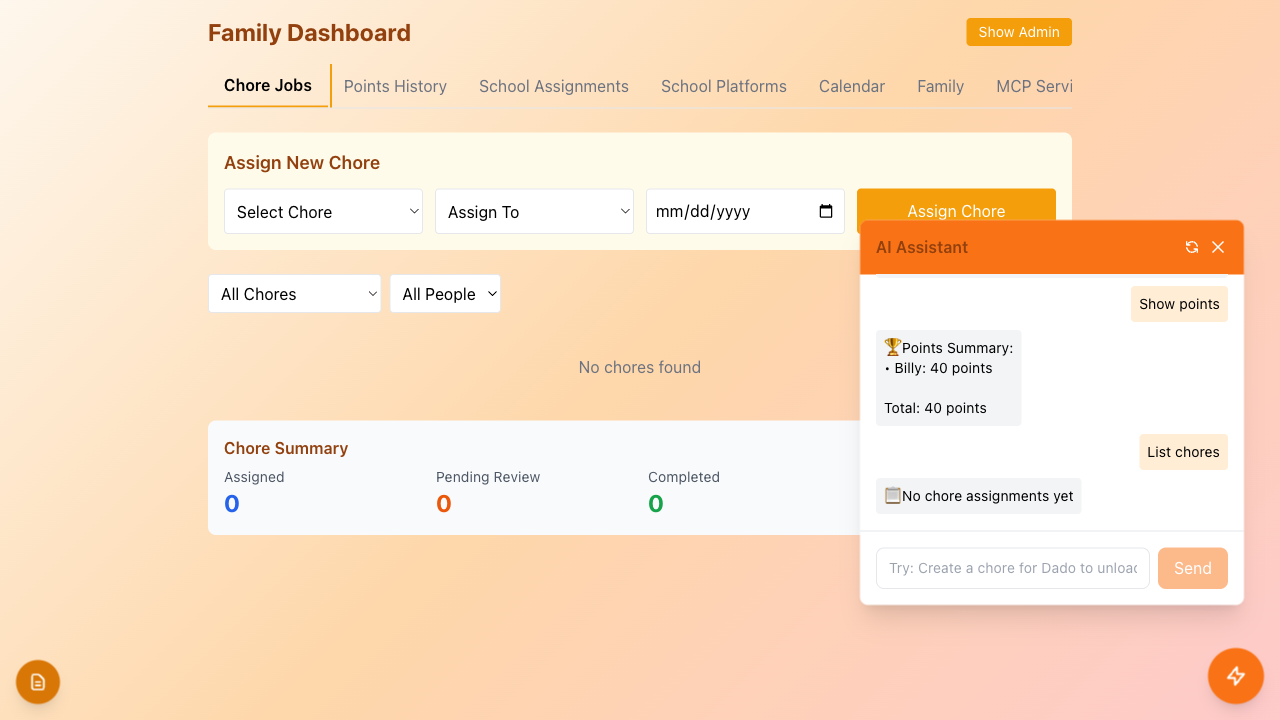 Family Dashboard
Show Admin
Chore Jobs
Points History
School Assignments
School Platforms
Calendar
Family
MCP Servi
Assign New Chore
Select Chore
Assign To
mm/dd/yyyy
Assign Chore
All Chores
All People
No chores found
Chore Summary
Assigned
Pending Review
Completed
0
0
0
AI Assistant
Show points
🏆Points Summary:
• Billy: 40 points
Total: 40 points
List chores
📋No chore assignments yet
Try: Create a chore for Dado to unload
Send